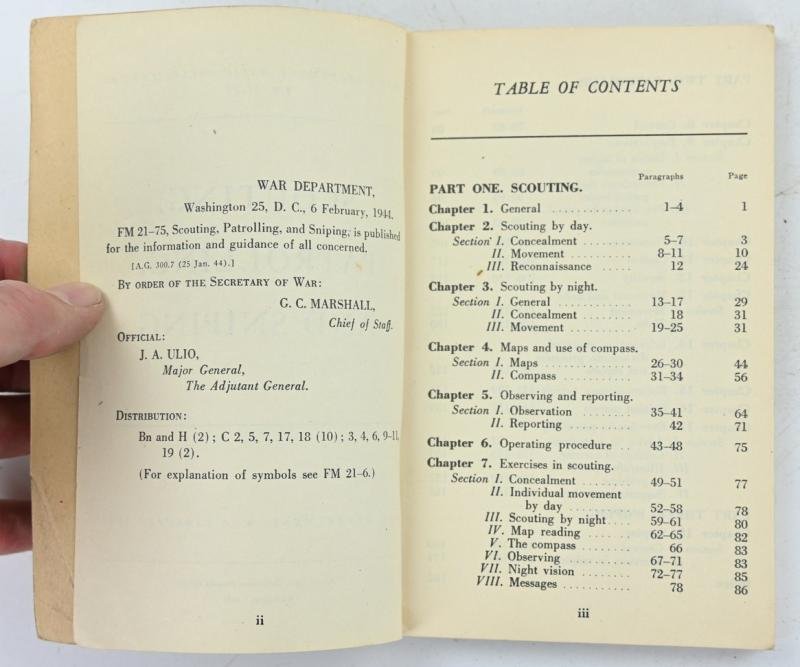 WAR DEPARTMENT,
Washington 25, D. C., 6 February, 1944.
FM 21–75, Scouting, Patrolling, and Sniping, is published
for the information and guidance of all concerned.
[A.G. 300.7 (25 Jan. 44).]
BY ORDER OF THE SECRETARY OF WAR:
G. C. MARSHALL,
Chief of Staff.
OFFICIAL:
J. A. ULIO,
Major General,
The Adjutant General.
DISTRIBUTION:
Bn and H (2); C 2, 5, 7, 17, 18 (10); 3, 4, 6, 9–11,
19 (2).
(For explanation of symbols see FM 21–6.)
ii
TABLE OF CONTENTS
Paragraphs Page
PART ONE. SCOUTING.
Chapter 1. General ............. 1–4 1
Chapter 2. Scouting by day.
Section I. Concealment ........ 5–7 3
II. Movement .......... 8–11 10
III. Reconnaissance ..... 12 24
Chapter 3. Scouting by night.
Section I. General ............ 13–17 29
II. Concealment ........ 18 31
III. Movement .......... 19–25 31
Chapter 4. Maps and use of compass.
Section I. Maps .............. 26–30 44
II. Compass ........... 31–34 56
Chapter 5. Observing and reporting.
Section I. Observation ........ 35–41 64
II. Reporting .......... 42 71
Chapter 6. Operating procedure .. 43–48 75
Chapter 7. Exercises in scouting.
Section I. Concealment ........ 49–51 77
II. Individual movement
by day .......... 52–58 78
III. Scouting by night.... 59–61 80
IV. Map reading ....... 62–65 82
V. The compass ....... 66 83
VI. Observing ......... 67–71 83
VII. Night vision ........ 72–77 85
VIII. Messages ........... 78 86
iii